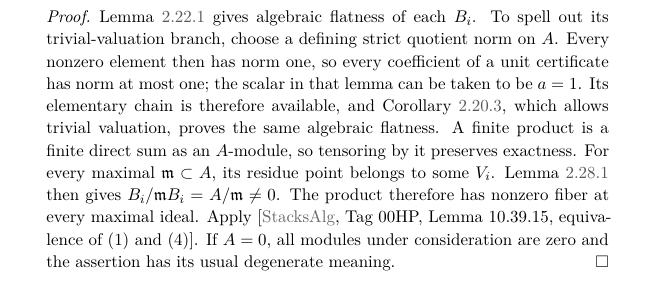 Proof. Lemma 2.22.1 gives algebraic flatness of each Bᵢ. To spell out its
trivial-valuation branch, choose a defining strict quotient norm on A. Every
nonzero element then has norm one, so every coefficient of a unit certificate
has norm at most one; the scalar in that lemma can be taken to be a = 1. Its
elementary chain is therefore available, and Corollary 2.20.3, which allows
trivial valuation, proves the same algebraic flatness. A finite product is a
finite direct sum as an A-module, so tensoring by it preserves exactness. For
every maximal 𝔪 ⊂ A, its residue point belongs to some Vᵢ. Lemma 2.28.1
then gives Bᵢ/𝔪Bᵢ = A/𝔪 ≠ 0. The product therefore has nonzero fiber at
every maximal ideal. Apply [StacksAlg, Tag 00HP, Lemma 10.39.15, equiva-
lence of (1) and (4)]. If A = 0, all modules under consideration are zero and
the assertion has its usual degenerate meaning. □